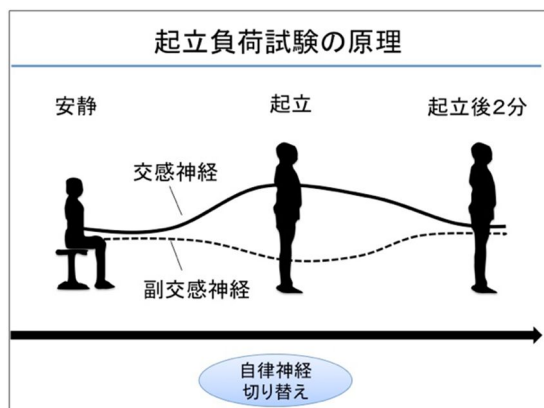 起立負荷試験の原理
安静
起立
起立後2分
交感神経
副交感神経
自律神経
切り替え